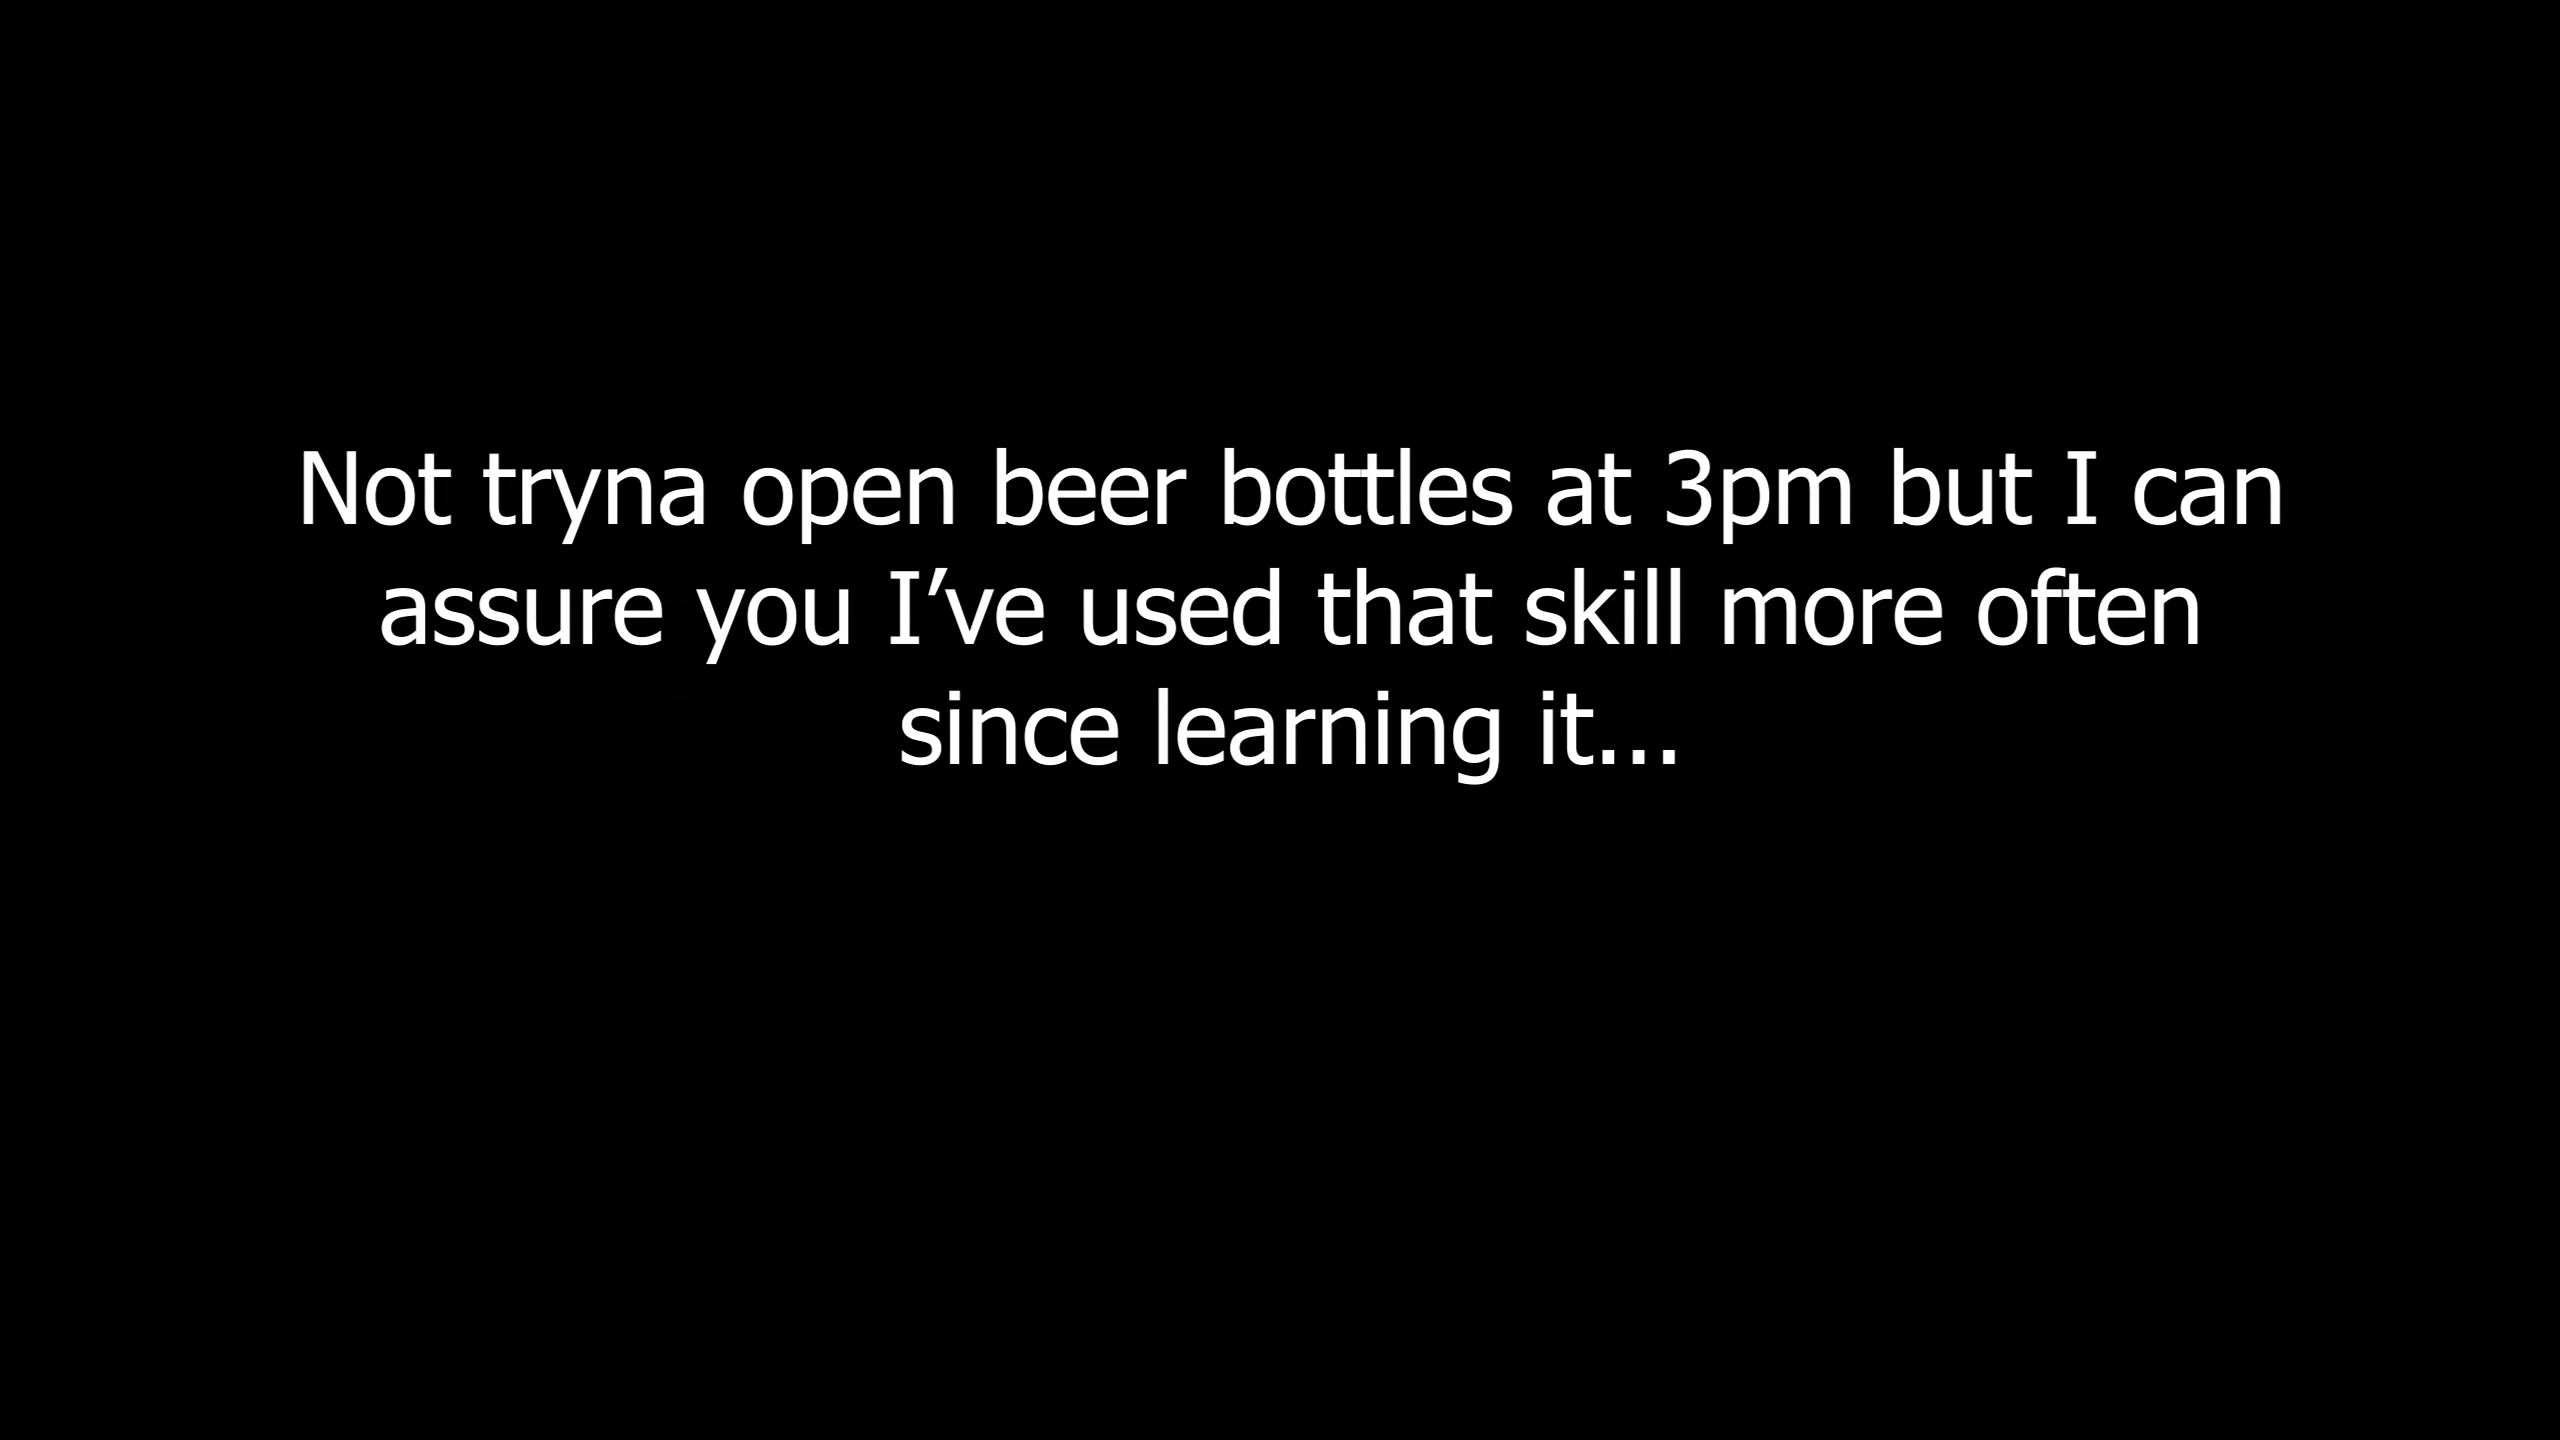 Not tryna open beer bottles at 3pm but I can
assure you I’ve used that skill more often
since learning it...